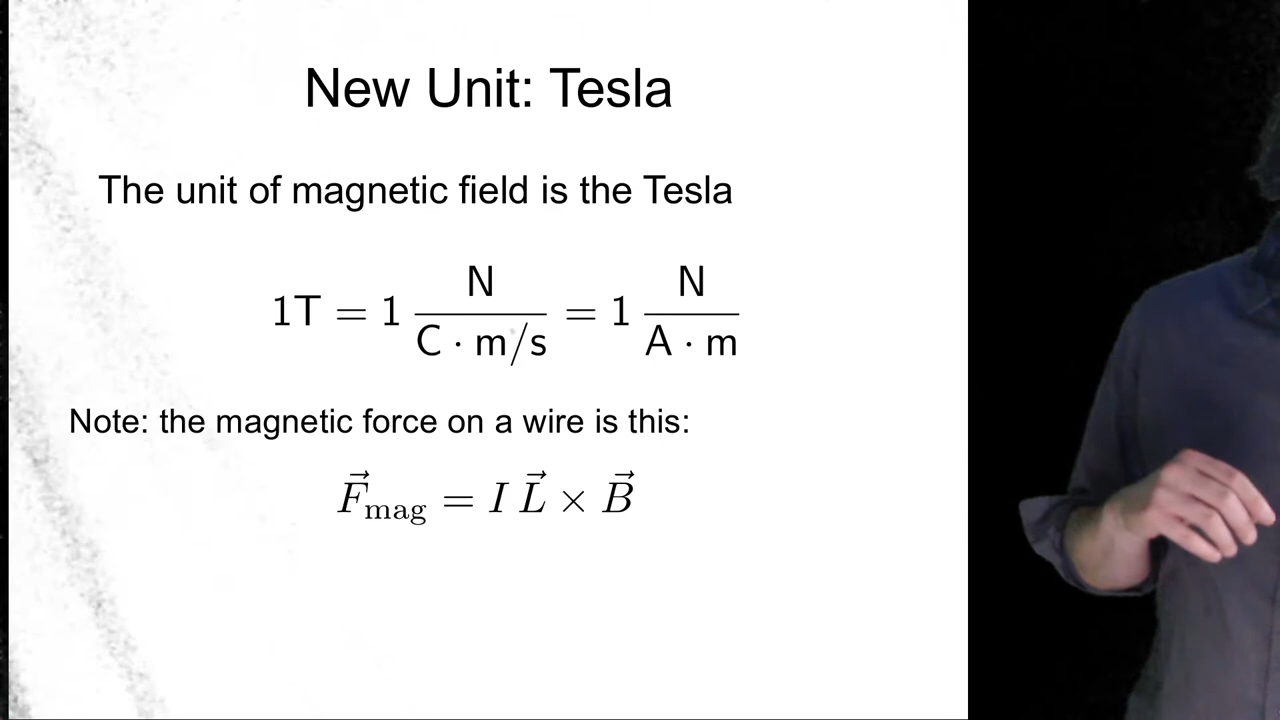 New Unit: Tesla
The unit of magnetic field is the Tesla
1T = 1 N / (C · m/s) = 1 N / (A · m)
Note: the magnetic force on a wire is this:
F⃗mag = I L⃗ × B⃗